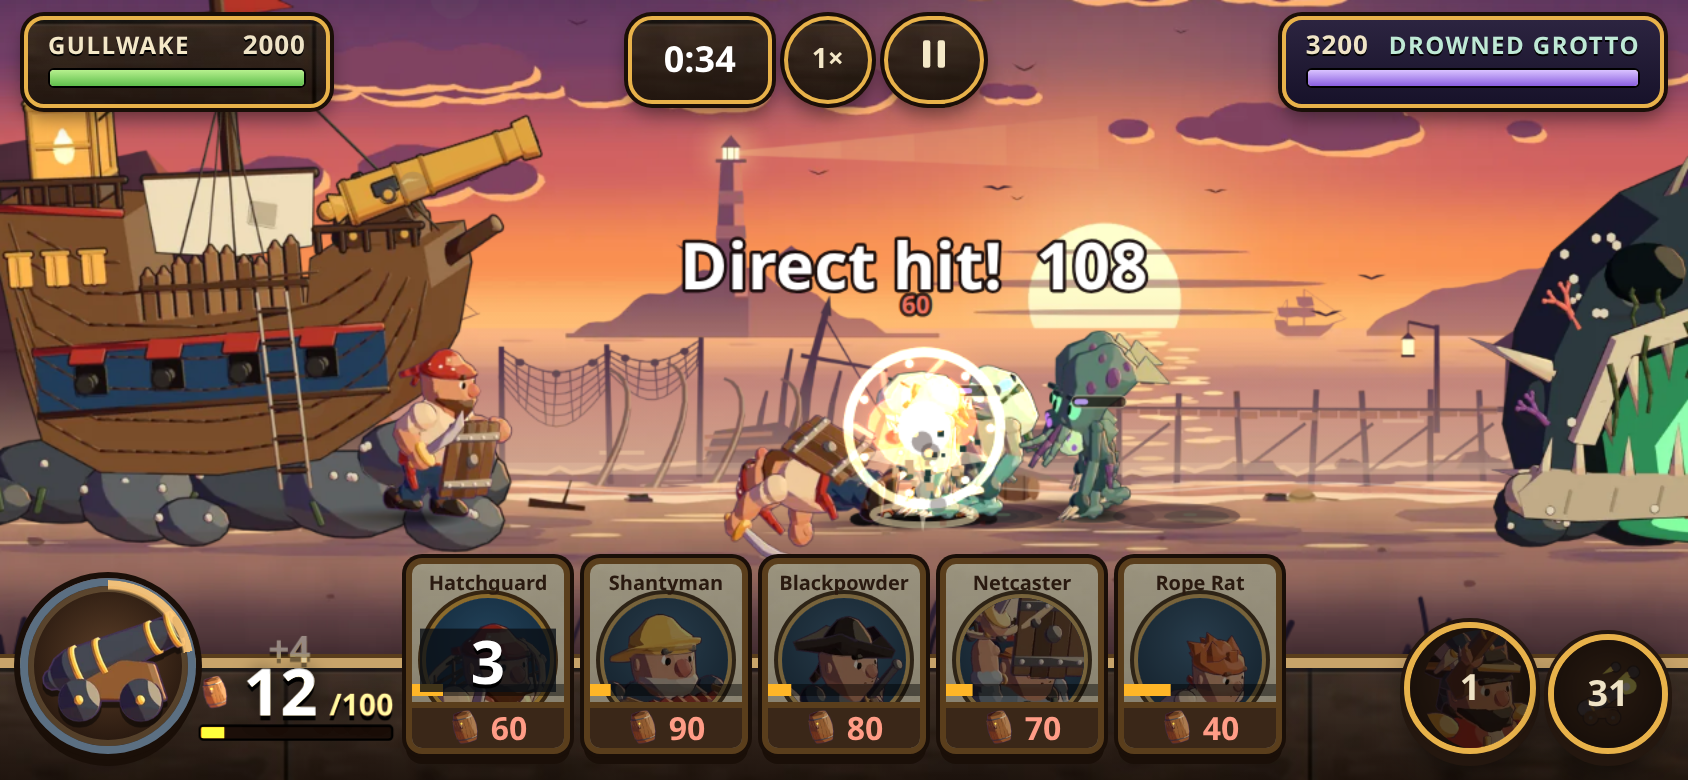 GULLWAKE 2000
0:34
1×
3200 DROWNED GROTTO
Direct hit! 108
60
+4
12 /100
Hatchguard
3
60
Shantyman
90
Blackpowder
80
Netcaster
70
Rope Rat
40
1
31